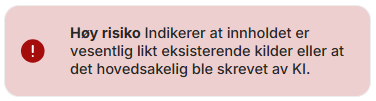 Høy risiko Indikerer at innholdet er
vesentlig likt eksisterende kilder eller at
det hovedsakelig ble skrevet av KI.